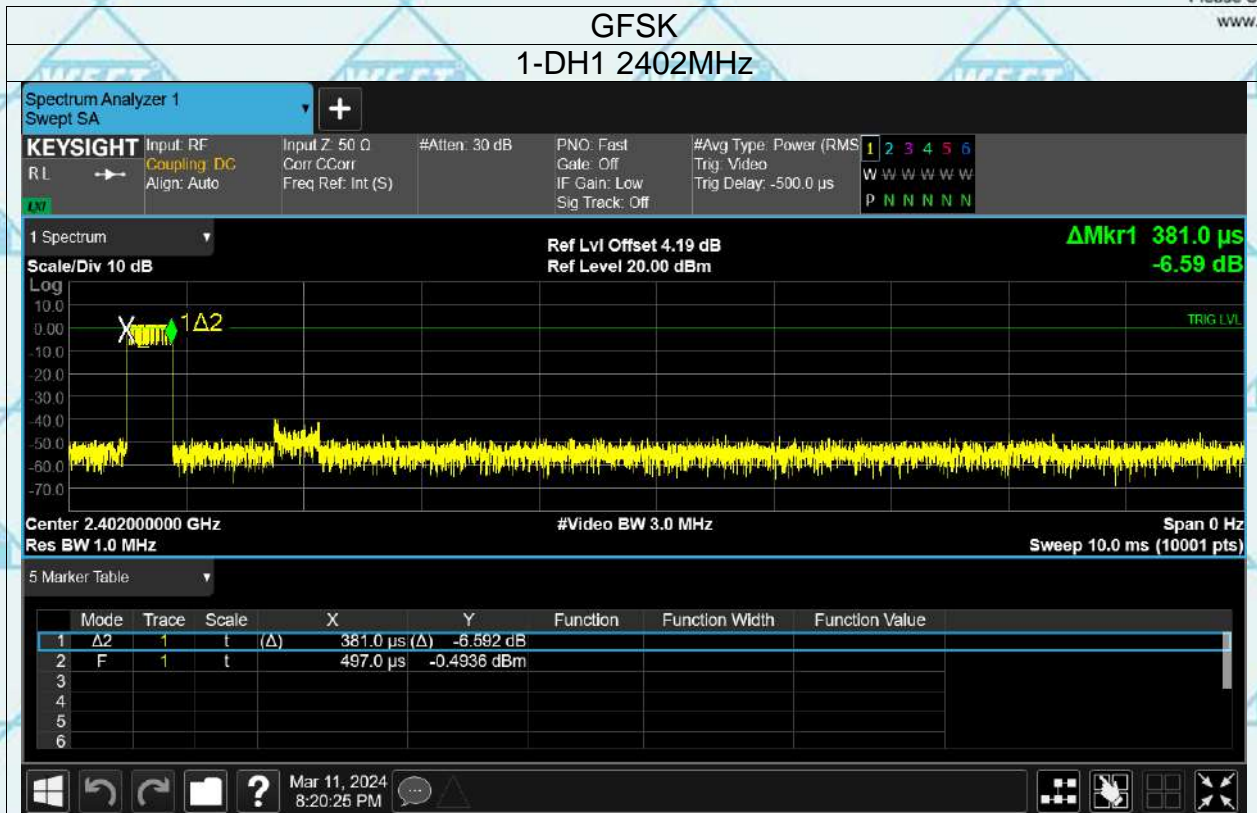 www.
GFSK
1-DH1 2402MHz
Spectrum Analyzer 1
Swept SA
+
KEYSIGHT Input: RF Input Z: 50 Ω #Atten: 30 dB PNO: Fast #Avg Type: Power (RMS 1 2 3 4 5 6
RL Coupling: DC Corr CCorr Gate: Off Trig: Video W W W W W W
Align: Auto Freq Ref: Int (S) IF Gain: Low Trig Delay: -500.0 µs
LXI Sig Track: Off P N N N N N
1 Spectrum Ref Lvl Offset 4.19 dB ΔMkr1 381.0 µs
Scale/Div 10 dB Ref Level 20.00 dBm -6.59 dB
Log
10.0
0.00 X 1Δ2 TRIG LVL
-10.0
-20.0
-30.0
-40.0
-50.0
-60.0
-70.0
Center 2.402000000 GHz #Video BW 3.0 MHz Span 0 Hz
Res BW 1.0 MHz Sweep 10.0 ms (10001 pts)
5 Marker Table
Mode Trace Scale X Y Function Function Width Function Value
1 Δ2 1 t (Δ) 381.0 µs (Δ) -6.592 dB
2 F 1 t 497.0 µs -0.4936 dBm
3
4
5
6
? Mar 11, 2024
8:20:25 PM